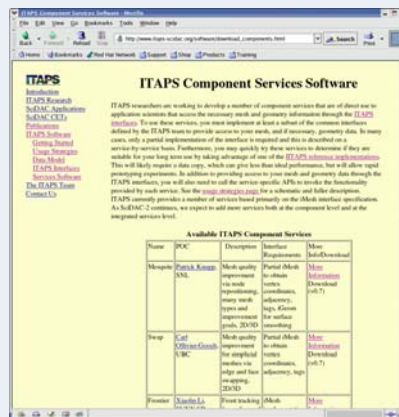 ITAPS Component Services Software - Mozilla
File Edit View Go Bookmarks Tools Window Help
Back Forward Reload Stop http://www.itaps-scidac.org/software/download_components.html Search Print
Home Bookmarks Red Hat Network Support Shop Products Training
ITAPS
Introduction
ITAPS Research
SciDAC Applications
SciDAC CETs
Publications
ITAPS Software
Getting Started
Usage Strategies
Data Model
ITAPS Interfaces
Services Software
The ITAPS Team
Contact Us
ITAPS Component Services Software
ITAPS researchers are working to develop a number of component services that are of direct use to
application scientists that access the necessary mesh and geometry information through the ITAPS
interfaces. To use these services, you must implement at least a subset of the common interfaces
defined by the ITAPS team to provide access to your mesh, and if necessary, geometry data. In many
cases, only a partial implementation of the interface is required and this is described on a
service-by-service basis. Furthermore, you may quickly try these services to determine if they are
suitable for your long term use by taking advantage of one of the ITAPS reference implementations.
This will likely require a data copy, which can give less than ideal performance, but will allow rapid
prototyping experiments. In addition to providing access to your mesh and geometry data through the
ITAPS interfaces, you will also need to call the service specific APIs to invoke the functionality
provided by each service. See the usage strategies page for a schematic and fuller description.
ITAPS currently provides a number of services based primarily on the iMesh interface specification.
As SciDAC-2 continues, we expect to add more services both at the component level and at the
integrated services level.
Available ITAPS Component Services
Name POC Description Interface Requirements More Info/Download
Mesquite Patrick Knupp, SNL Mesh quality improvement via node repositioning, many mesh types and improvement goals, 2D/3D Partial iMesh to obtain vertex coordinates, adjacency, tags, iGeom for surface smoothing More Information Download (v0.7)
Swap Carl Ollivier-Gooch, UBC Mesh quality improvement for simplicial meshes via edge and face swapping, 2D/3D Partial iMesh to obtain vertex coordinates, adjacency, tags More Information Download (v0.7)
Frontier Xiaolin Li, Front tracking iMesh More